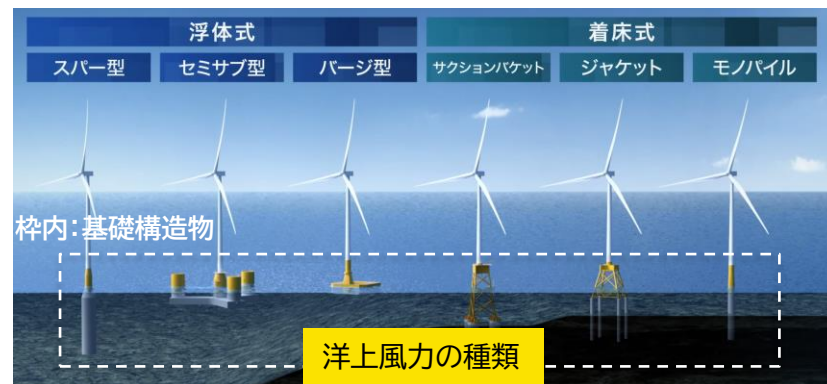 浮体式
着床式
スパー型
セミサブ型
バージ型
サクションバケット
ジャケット
モノパイル
枠内：基礎構造物
洋上風力の種類